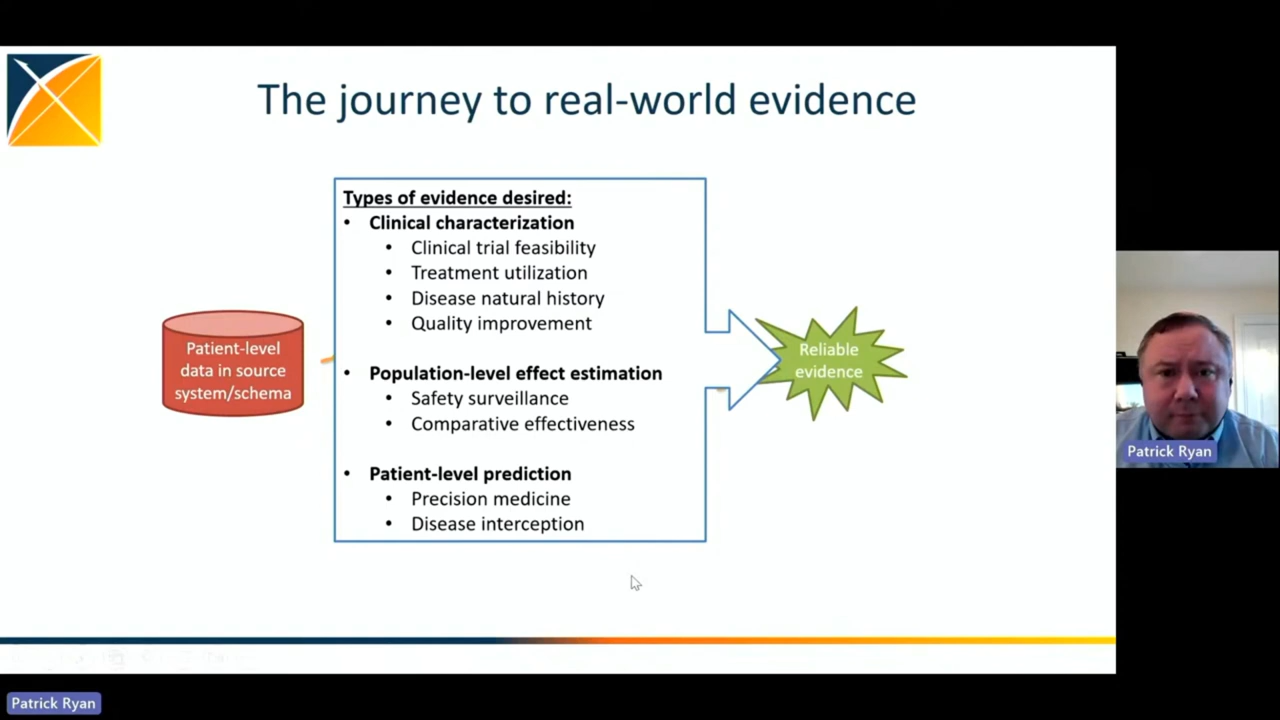 The journey to real-world evidence
Types of evidence desired:
• Clinical characterization
• Clinical trial feasibility
• Treatment utilization
• Disease natural history
• Quality improvement
• Population-level effect estimation
• Safety surveillance
• Comparative effectiveness
• Patient-level prediction
• Precision medicine
• Disease interception
Patient-level
data in source
system/schema
Reliable
evidence
Patrick Ryan
Patrick Ryan